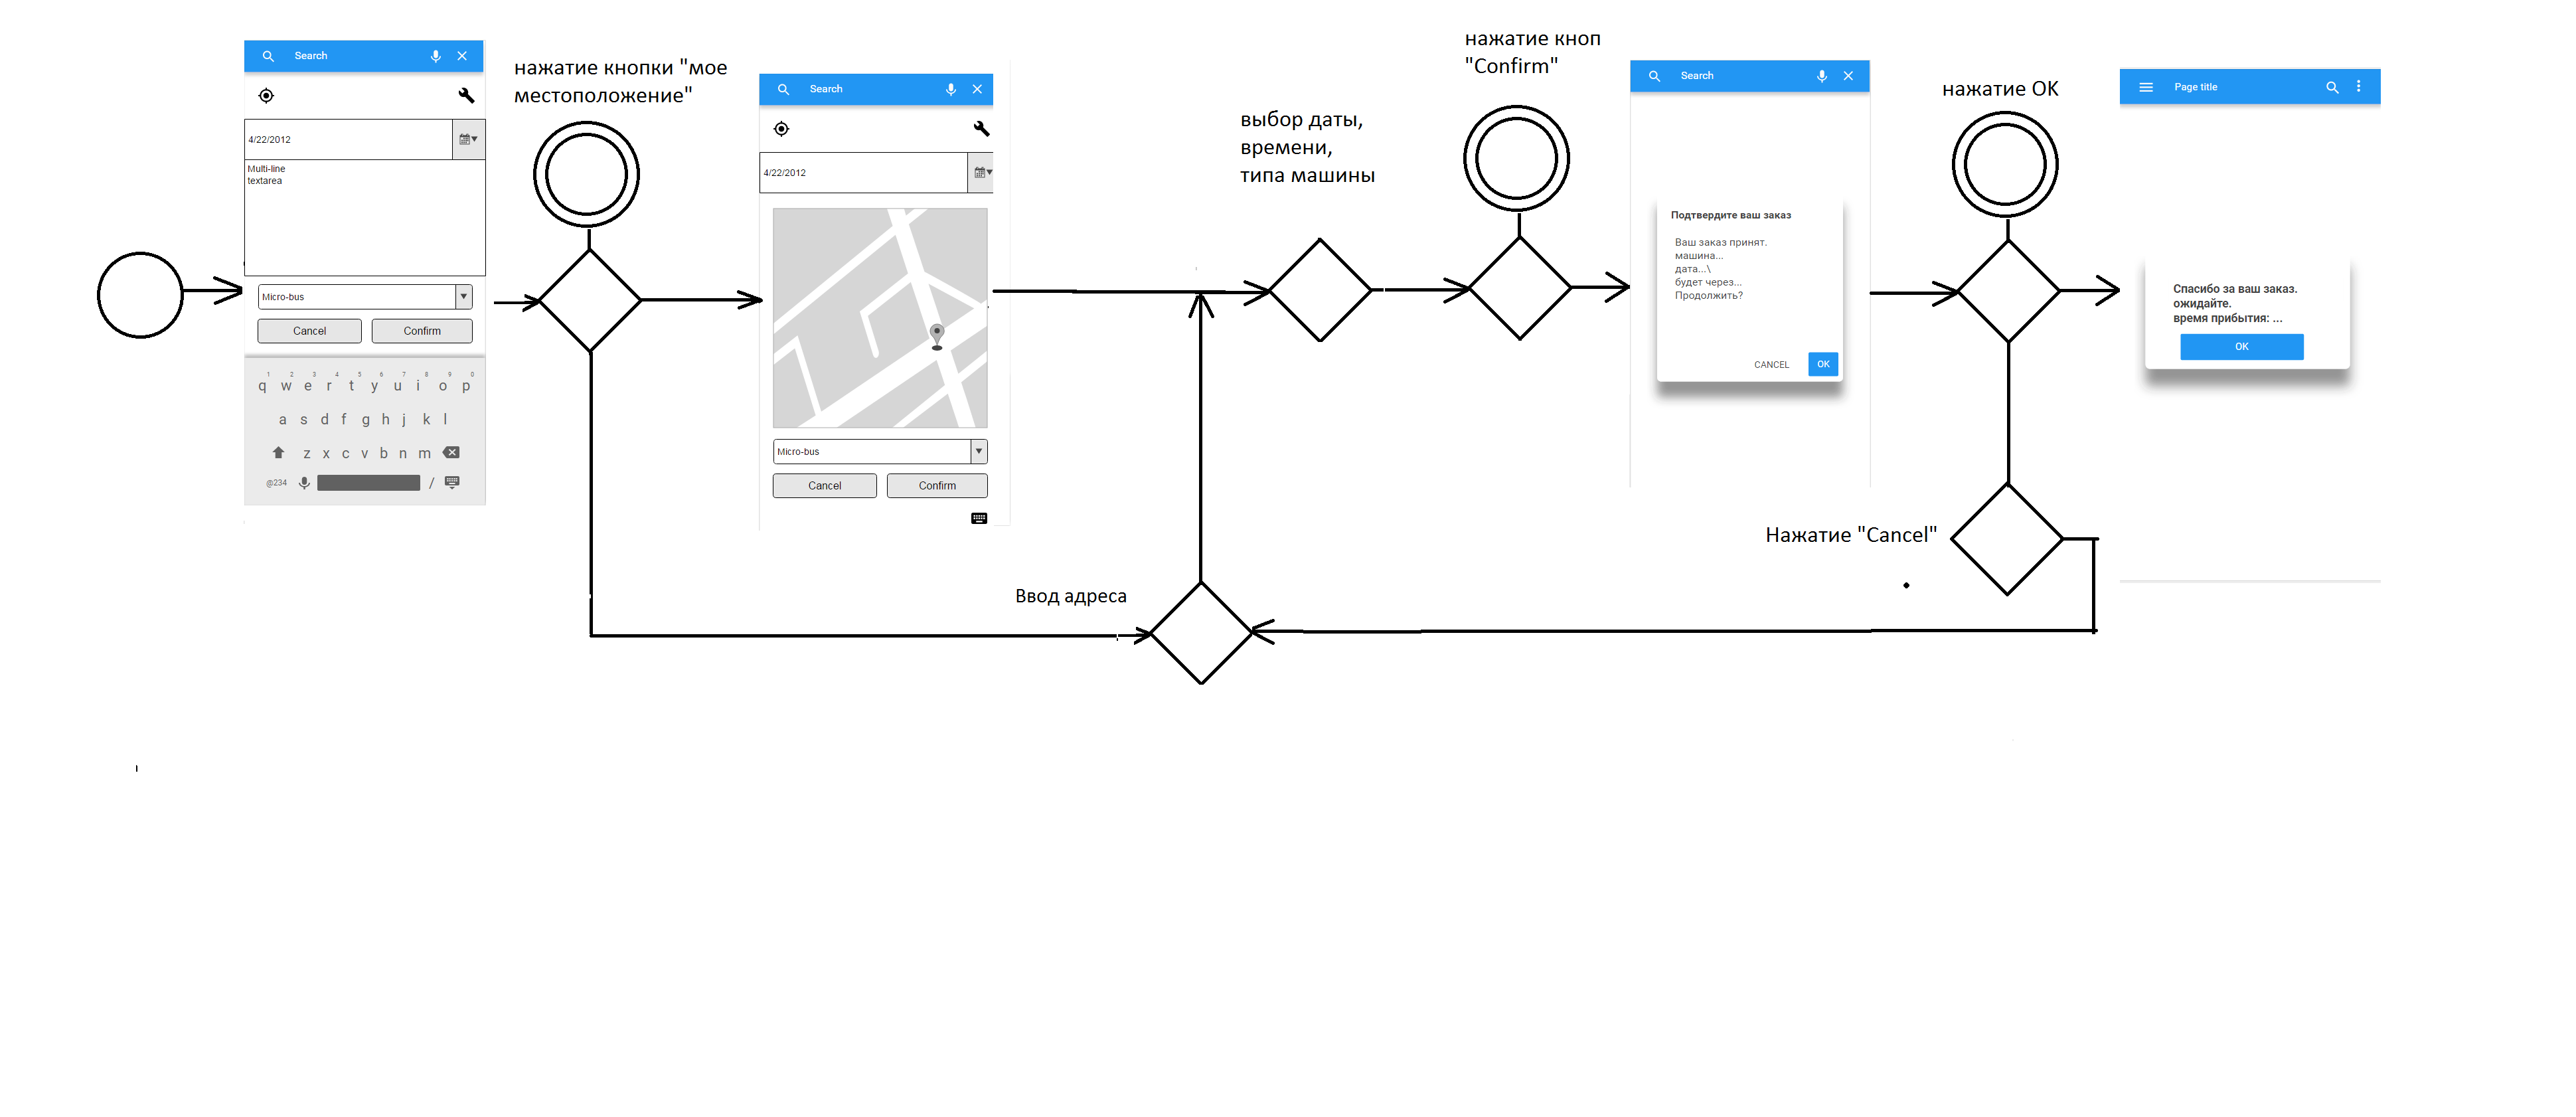 Search
4/22/2012
Multi-line
textarea
Micro-bus
Cancel
Confirm
1 2 3 4 5 6 7 8 9 0
q w e r t y u i o p
a s d f g h j k l
z x c v b n m
@234 /
нажатие кнопки "мое
местоположение"
Search
4/22/2012
Micro-bus
Cancel
Confirm
Ввод адреса
выбор даты,
времени,
типа машины
нажатие кноп
"Confirm"
Search
Подтвердите ваш заказ
Ваш заказ принят.
машина...
дата...\
будет через...
Продолжить?
CANCEL
OK
нажатие ОК
Нажатие "Cancel"
Page title
Спасибо за ваш заказ.
ожидайте.
время прибытия: ...
OK